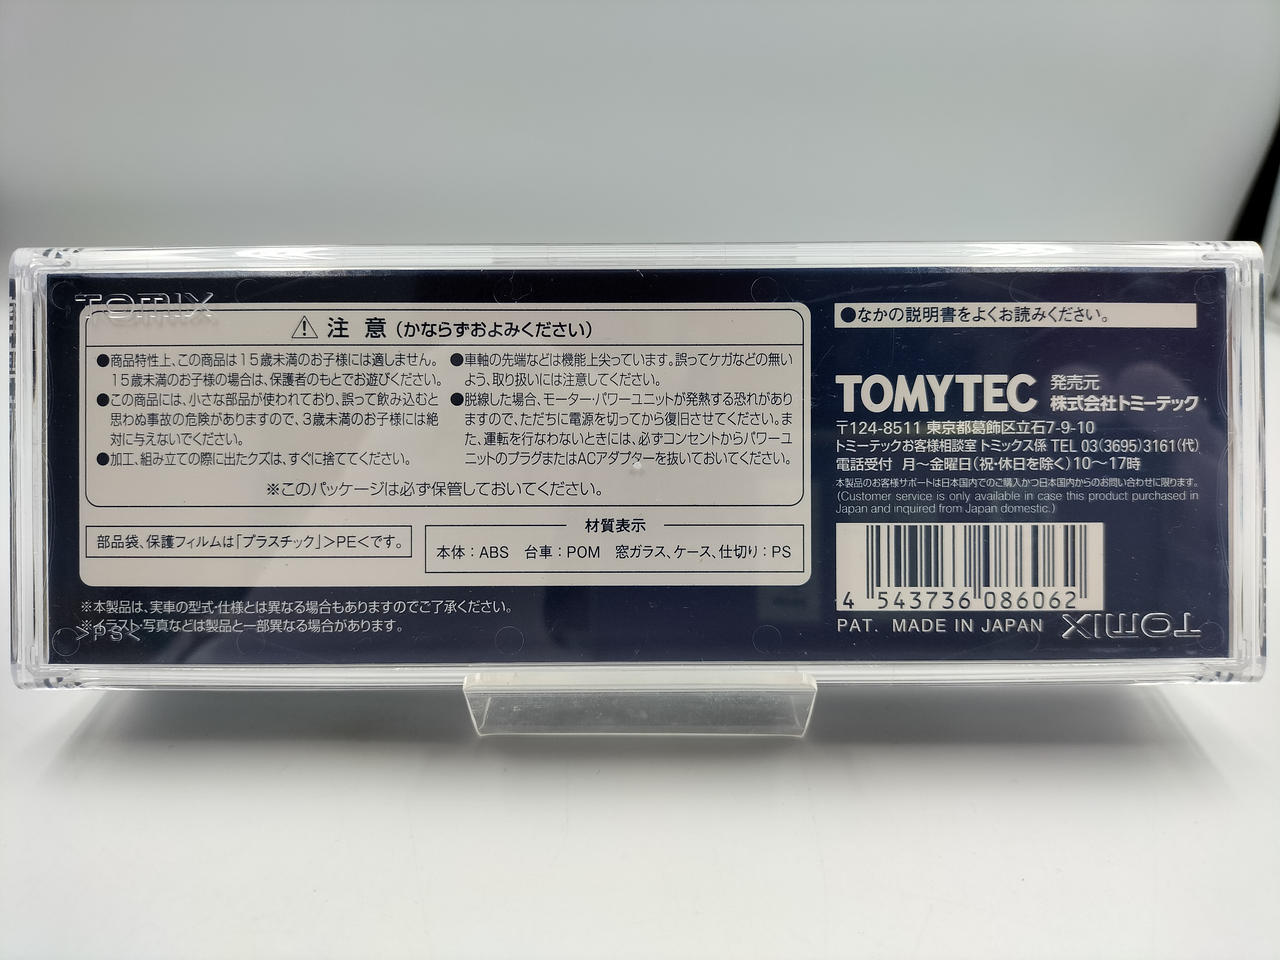 TOMIX
⚠ 注 意 (かならずおよみください)
●商品特性上、この商品は15歳未満のお子様には適しません。
15歳未満のお子様の場合は、保護者のもとでお遊びください。
●この商品には、小さな部品が使われており、誤って飲み込むと
思わぬ事故の危険がありますので、3歳未満のお子様には絶
対に与えないでください。
●加工、組み立ての際に出たクズは、すぐに捨ててください。
●車軸の先端などは機能上尖っています。誤ってケガなどの無い
よう、取り扱いには注意してください。
●脱線した場合、モーター・パワーユニットが発熱する恐れがあり
ますので、ただちに電源を切ってから復旧させてください。ま
た、運転を行なわないときには、必ずコンセントからパワーユ
ニットのプラグまたはACアダプターを抜いておいてください。
※このパッケージは必ず保管しておいてください。
部品袋、保護フィルムは「プラスチック」>PE<です。
材質表示
本体：ABS 台車：POM 窓ガラス、ケース、仕切り：PS
※本製品は、実車の型式・仕様とは異なる場合もありますのでご了承ください。
※イラスト・写真などは製品と一部異なる場合があります。
>PS<
●なかの説明書をよくお読みください。
TOMYTEC 発売元
株式会社トミーテック
〒124-8511 東京都葛飾区立石7-9-10
トミーテックお客様相談室 トミックス係 TEL 03(3695)3161(代)
電話受付 月〜金曜日(祝・休日を除く)10〜17時
本製品のお客様サポートは日本国内でのご購入かつ日本国内からのお問い合わせに限ります。
(Customer service is only available in case this product purchased in
Japan and inquired from Japan domestic.)
4 543736 086062
PAT. MADE IN JAPAN
TOMIX